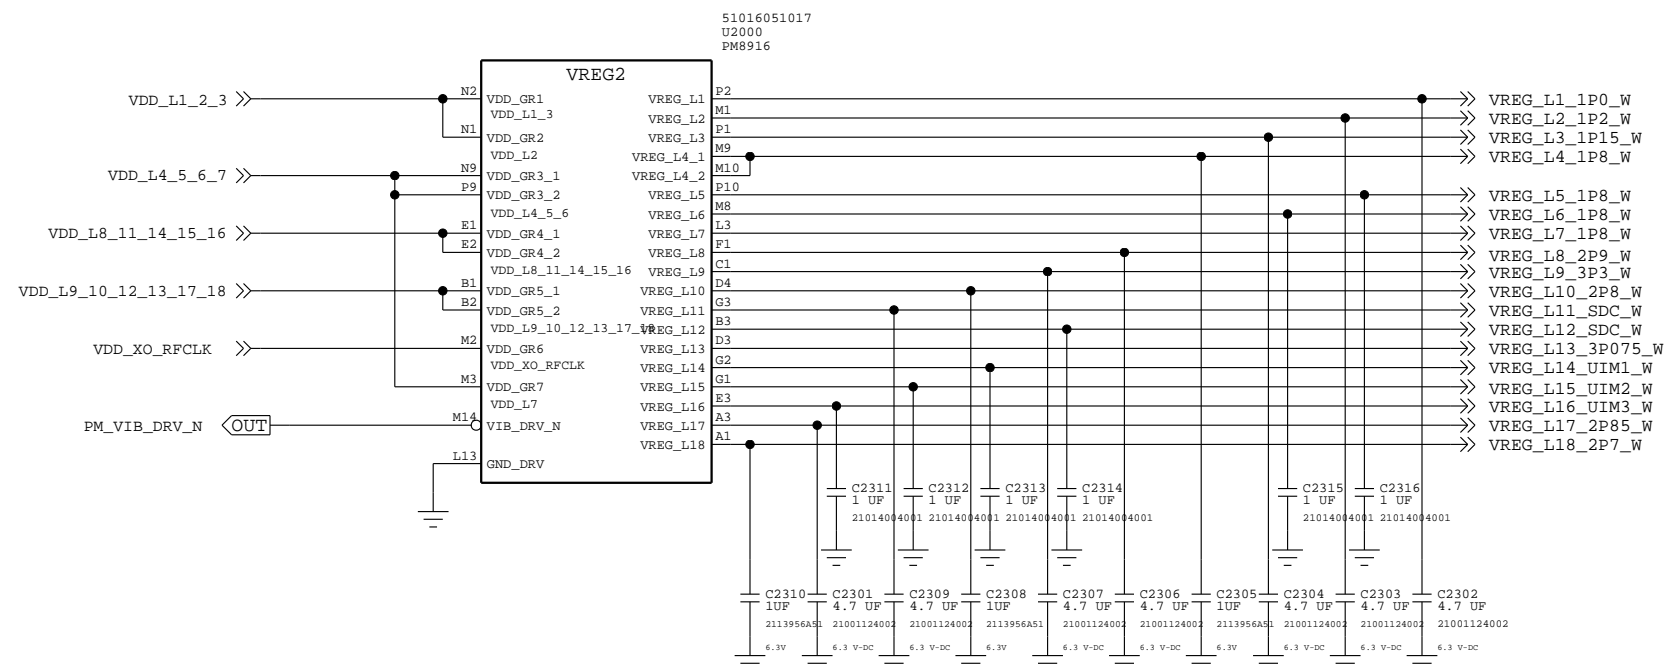 51016051017
U2000
PM8916
VREG2
VDD_L1_2_3
N2
VDD_GR1
VDD_L1_3
N1
VDD_GR2
VDD_L2
VDD_L4_5_6_7
N9
VDD_GR3_1
P9
VDD_GR3_2
VDD_L4_5_6
VDD_L8_11_14_15_16
E1
VDD_GR4_1
E2
VDD_GR4_2
VDD_L8_11_14_15_16
VDD_L9_10_12_13_17_18
B1
VDD_GR5_1
B2
VDD_GR5_2
VDD_L9_10_12_13_17_18
VDD_XO_RFCLK
M2
VDD_GR6
VDD_XO_RFCLK
M3
VDD_GR7
VDD_L7
PM_VIB_DRV_N
OUT
M14
VIB_DRV_N
L13
GND_DRV
VREG_L1 P2 VREG_L1_1P0_W
VREG_L2 M1 VREG_L2_1P2_W
VREG_L3 P1 VREG_L3_1P15_W
VREG_L4_1 M9 VREG_L4_1P8_W
VREG_L4_2 M10
VREG_L5 P10 VREG_L5_1P8_W
VREG_L6 M8 VREG_L6_1P8_W
VREG_L7 L3 VREG_L7_1P8_W
VREG_L8 F1 VREG_L8_2P9_W
VREG_L9 C1 VREG_L9_3P3_W
VREG_L10 D4 VREG_L10_2P8_W
VREG_L11 G3 VREG_L11_SDC_W
VREG_L12 B3 VREG_L12_SDC_W
VREG_L13 D3 VREG_L13_3P075_W
VREG_L14 G2 VREG_L14_UIM1_W
VREG_L15 G1 VREG_L15_UIM2_W
VREG_L16 E3 VREG_L16_UIM3_W
VREG_L17 A3 VREG_L17_2P85_W
VREG_L18 A1 VREG_L18_2P7_W
C2311 C2312 C2313 C2314 C2315 C2316
1 UF 1 UF 1 UF 1 UF 1 UF 1 UF
21014004001 21014004001 21014004001 21014004001 21014004001 21014004001
C2310 C2301 C2309 C2308 C2307 C2306 C2305 C2304 C2303 C2302
1UF 4.7 UF 4.7 UF 1UF 4.7 UF 4.7 UF 1UF 4.7 UF 4.7 UF 4.7 UF
2113956A51 21001124002 21001124002 2113956A51 21001124002 21001124002 2113956A51 21001124002 21001124002 21001124002
6.3V 6.3 V-DC 6.3 V-DC 6.3V 6.3 V-DC 6.3 V-DC 6.3V 6.3 V-DC 6.3 V-DC 6.3 V-DC